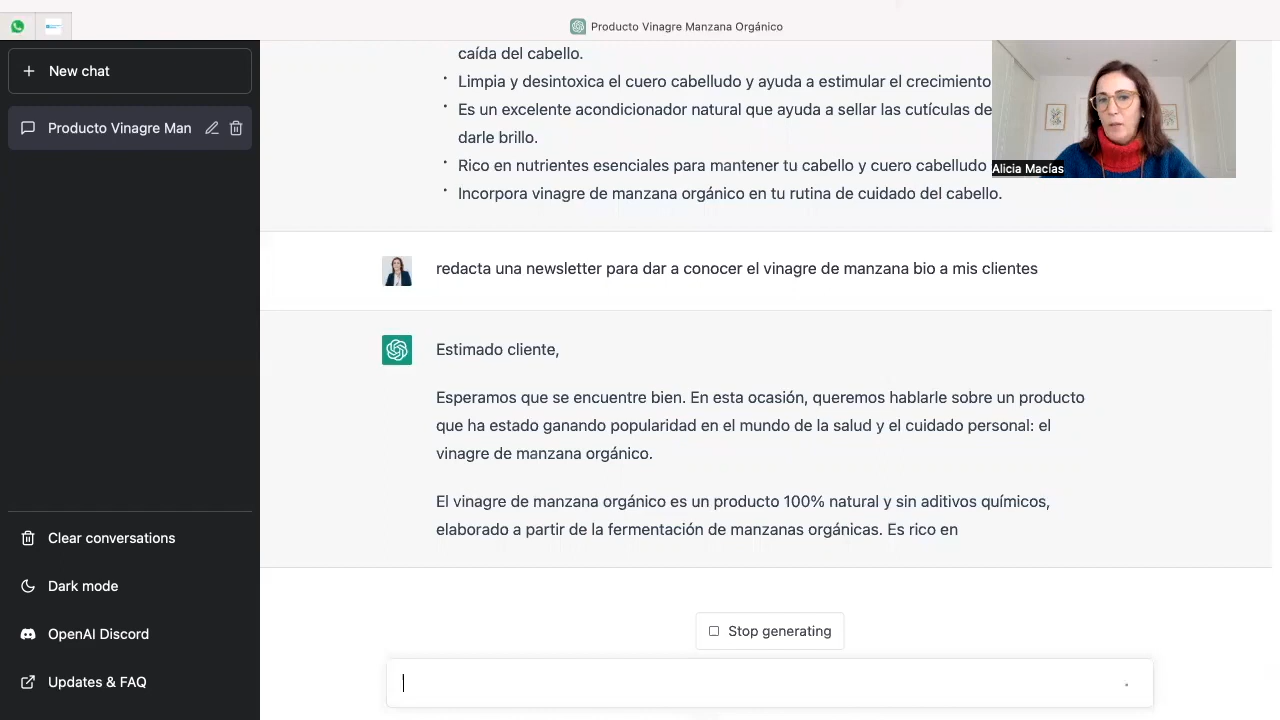 Producto Vinagre Manzana Orgánico
New chat
Producto Vinagre Man
Clear conversations
Dark mode
OpenAI Discord
Updates & FAQ
caída del cabello.
Limpia y desintoxica el cuero cabelludo y ayuda a estimular el crecimiento
Es un excelente acondicionador natural que ayuda a sellar las cutículas de
darle brillo.
Rico en nutrientes esenciales para mantener tu cabello y cuero cabelludo
Incorpora vinagre de manzana orgánico en tu rutina de cuidado del cabello.
Alicia Macías
redacta una newsletter para dar a conocer el vinagre de manzana bio a mis clientes
Estimado cliente,
Esperamos que se encuentre bien. En esta ocasión, queremos hablarle sobre un producto
que ha estado ganando popularidad en el mundo de la salud y el cuidado personal: el
vinagre de manzana orgánico.
El vinagre de manzana orgánico es un producto 100% natural y sin aditivos químicos,
elaborado a partir de la fermentación de manzanas orgánicas. Es rico en
Stop generating